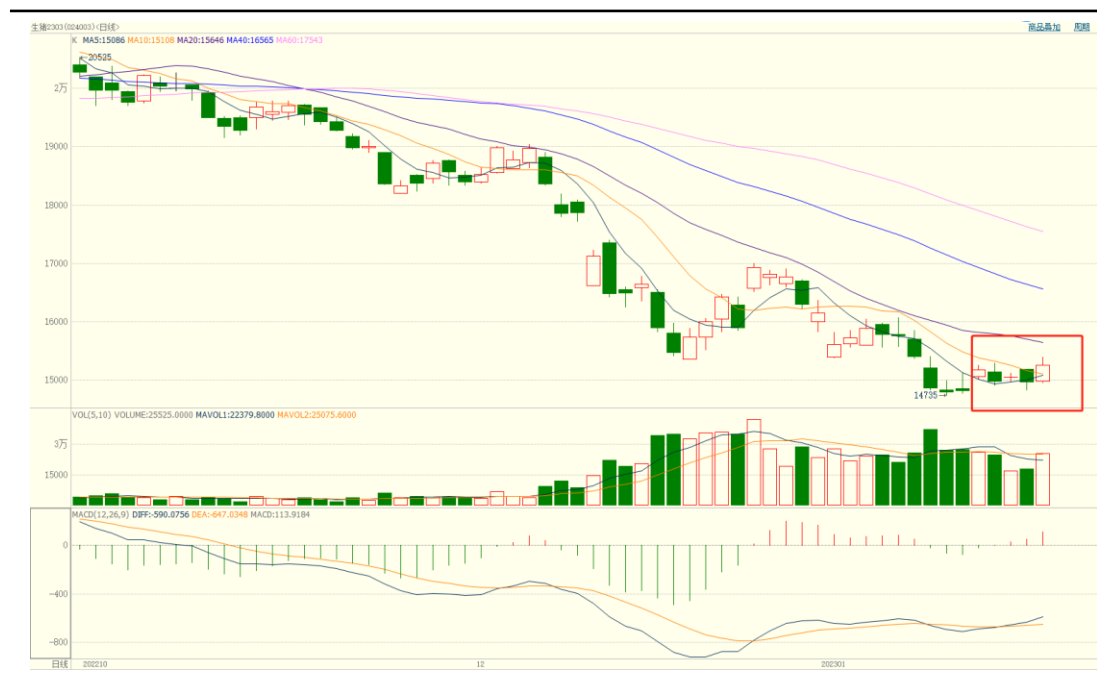 生猪2303(024003)<日线>
商品叠加 周期
K MA5:15086 MA10:15108 MA20:15646 MA40:16565 MA60:17543
←20525
2万
19000
18000
17000
16000
15000
14735→
VOL(5,10) VOLUME:25525.0000 MAVOL1:22379.8000 MAVOL2:25075.6000
3万
15000
MACD(12,26,9) DIFF:-590.0756 DEA:-647.0348 MACD:113.9184
0
-400
-800
日线 202210 12 202301